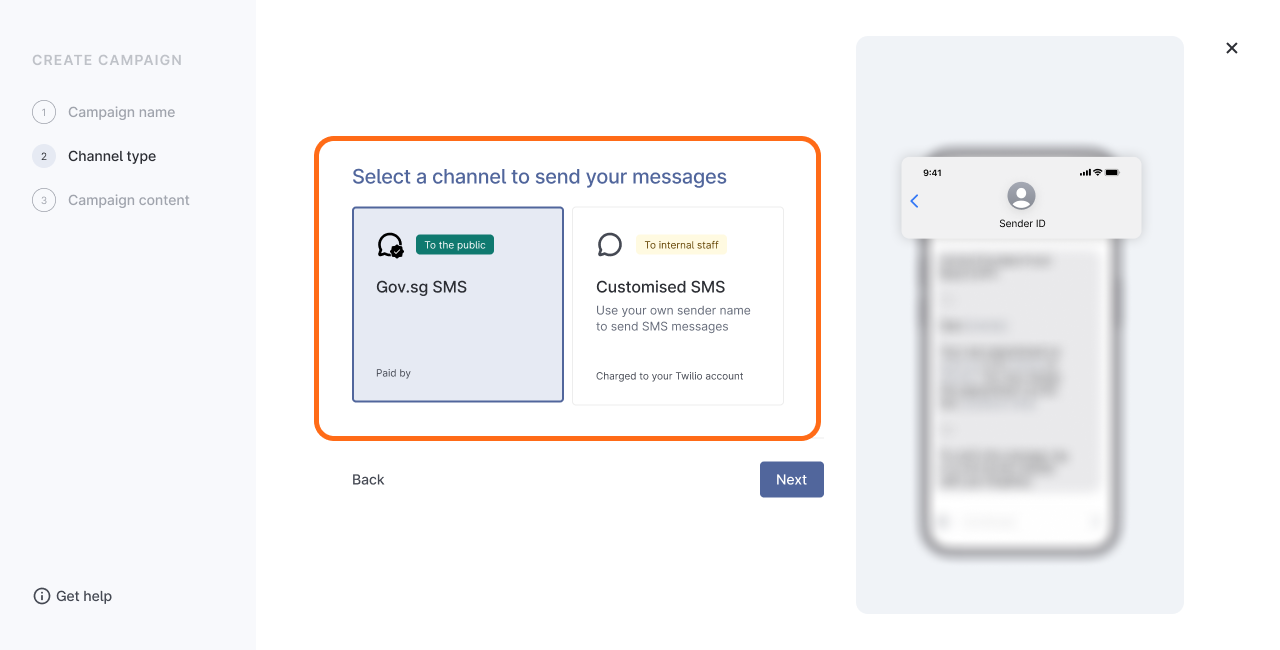 CREATE CAMPAIGN
1 Campaign name
2 Channel type
3 Campaign content
Get help
Select a channel to send your messages
To the public
Gov.sg SMS
Paid by
To internal staff
Customised SMS
Use your own sender name
to send SMS messages
Charged to your Twilio account
Back
Next
9:41
Sender ID